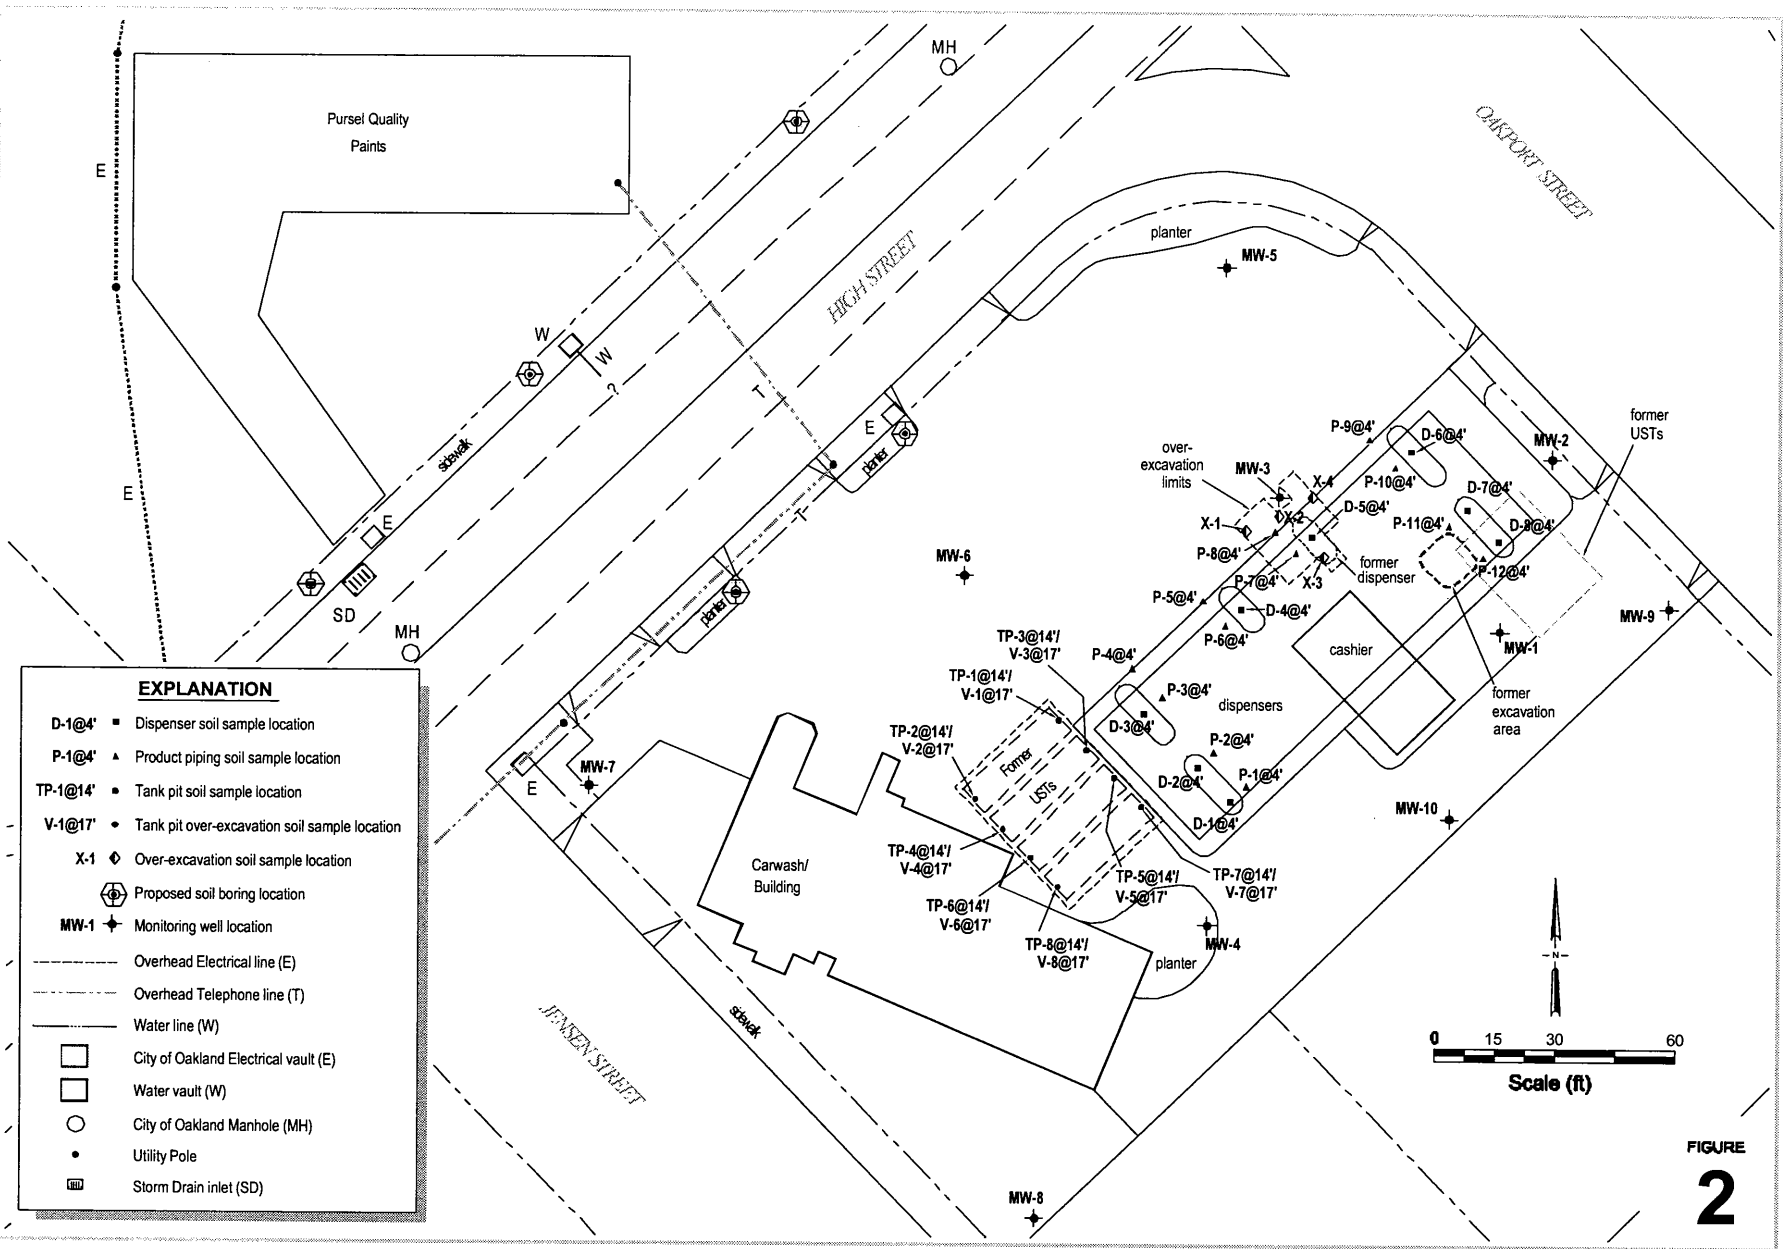 MH
Pursel Quality
Paints
E
OAKPORT STREET
planter
MW-5
HIGH STREET
W
W
?
T
E
planter
sidewalk
T
E
E
SD
MH
planter
former
USTs
P-9@4'
D-6@4'
MW-2
over-
excavation
limits
MW-3
X-4
P-10@4'
D-7@4'
D-5@4'
X-1
X-2
P-11@4'
D-8@4'
P-8@4'
former
dispenser
P-7@4'
X-3
P-12@4'
MW-6
P-5@4'
D-4@4'
MW-9
P-6@4'
TP-3@14'/
V-3@17'
MW-1
cashier
P-4@4'
TP-1@14'/
V-1@17'
P-3@4'
former
excavation
area
dispensers
D-3@4'
TP-2@14'/
V-2@17'
P-2@4'
Former
USTs
D-2@4'
P-1@4'
MW-7
E
D-1@4'
MW-10
TP-4@14'/
V-4@17'
Carwash/
Building
TP-5@14'/
V-5@17'
TP-7@14'/
V-7@17'
TP-6@14'/
V-6@17'
TP-8@14'/
V-8@17'
MW-4
planter
sidewalk
JENSEN STREET
MW-8
EXPLANATION
D-1@4' Dispenser soil sample location
P-1@4' Product piping soil sample location
TP-1@14' Tank pit soil sample location
V-1@17' Tank pit over-excavation soil sample location
X-1 Over-excavation soil sample location
Proposed soil boring location
MW-1 Monitoring well location
Overhead Electrical line (E)
Overhead Telephone line (T)
Water line (W)
City of Oakland Electrical vault (E)
Water vault (W)
City of Oakland Manhole (MH)
Utility Pole
Storm Drain inlet (SD)
N
0 15 30 60
Scale (ft)
FIGURE
2